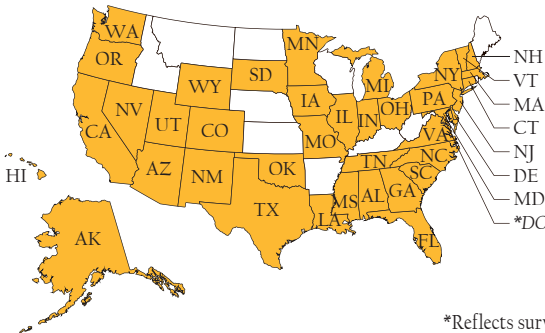 WA
OR
CA
NV
UT
AZ
WY
CO
NM
SD
OK
TX
MN
IA
MO
LA
IL
IN
MI
OH
TN
MS
AL
GA
FL
SC
NC
VA
PA
NY
NH
VT
MA
CT
NJ
DE
MD
*DC
HI
AK
*Reflects surv